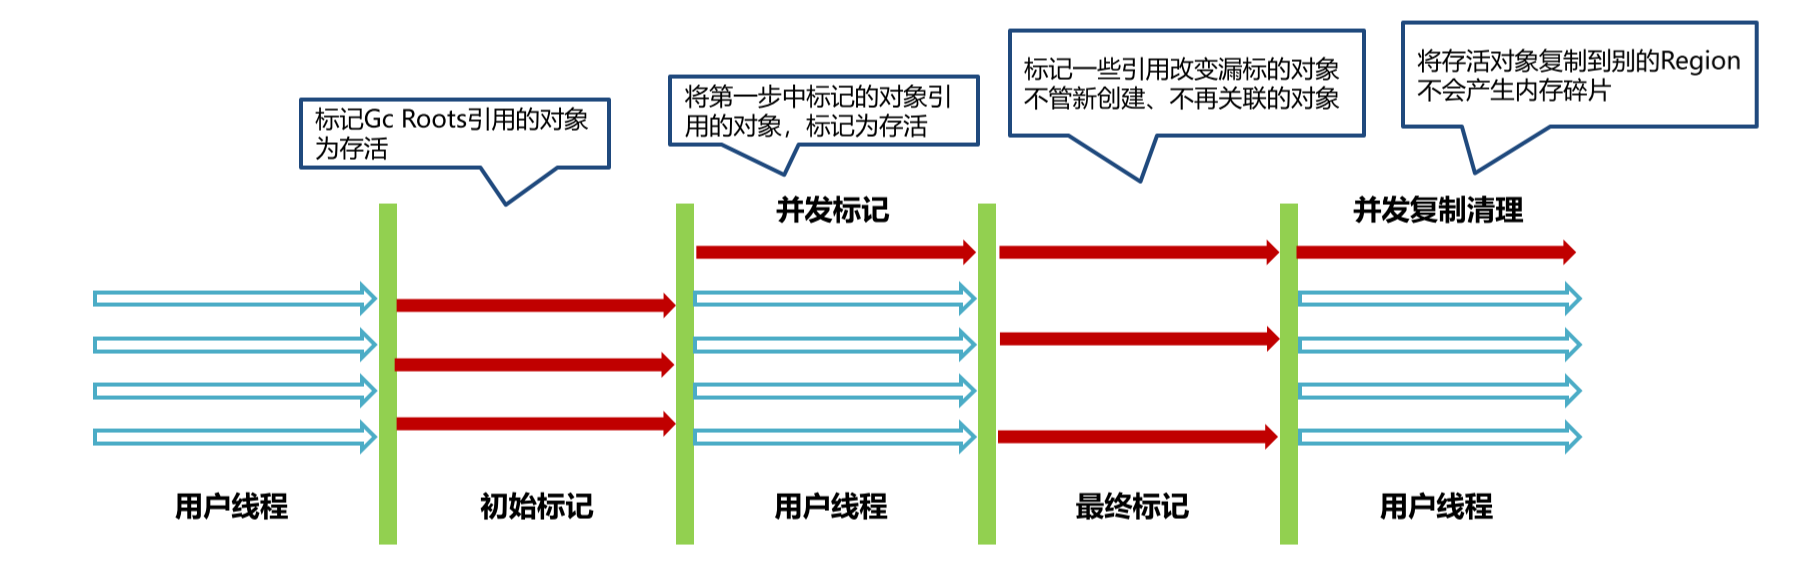 标记Gc Roots引用的对象
为存活
将第一步中标记的对象引
用的对象，标记为存活
标记一些引用改变漏标的对象
不管新创建、不再关联的对象
将存活对象复制到别的Region
不会产生内存碎片
并发标记
并发复制清理
用户线程
初始标记
用户线程
最终标记
用户线程